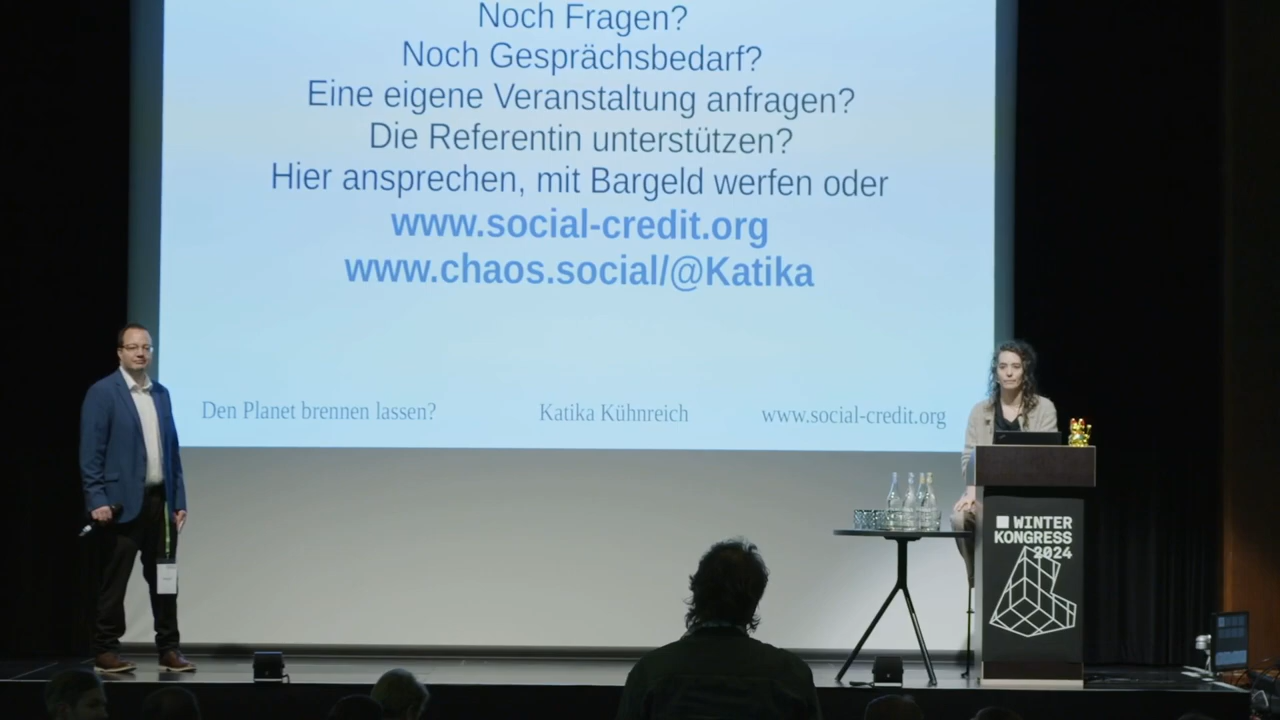 Noch Fragen?
Noch Gesprächsbedarf?
Eine eigene Veranstaltung anfragen?
Die Referentin unterstützen?
Hier ansprechen, mit Bargeld werfen oder
www.social-credit.org
www.chaos.social/@Katika
Den Planet brennen lassen?
Katika Kühnreich
www.social-credit.org
WINTER
KONGRESS
2024